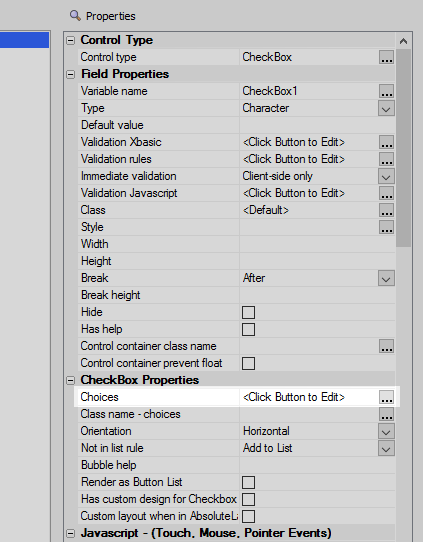 Properties
Control Type
Control type CheckBox ...
Field Properties
Variable name CheckBox1 ...
Type Character
Default value
Validation Xbasic <Click Button to Edit> ...
Validation rules <Click Button to Edit> ...
Immediate validation Client-side only
Validation Javascript <Click Button to Edit> ...
Class <Default> ...
Style ...
Width
Height
Break After
Break height
Hide
Has help
Control container class name ...
Control container prevent float
CheckBox Properties
Choices <Click Button to Edit> ...
Class name - choices ...
Orientation Horizontal
Not in list rule Add to List
Bubble help
Render as Button List
Has custom design for Checkbox
Custom layout when in AbsoluteLa
Javascript - (Touch, Mouse, Pointer Events)